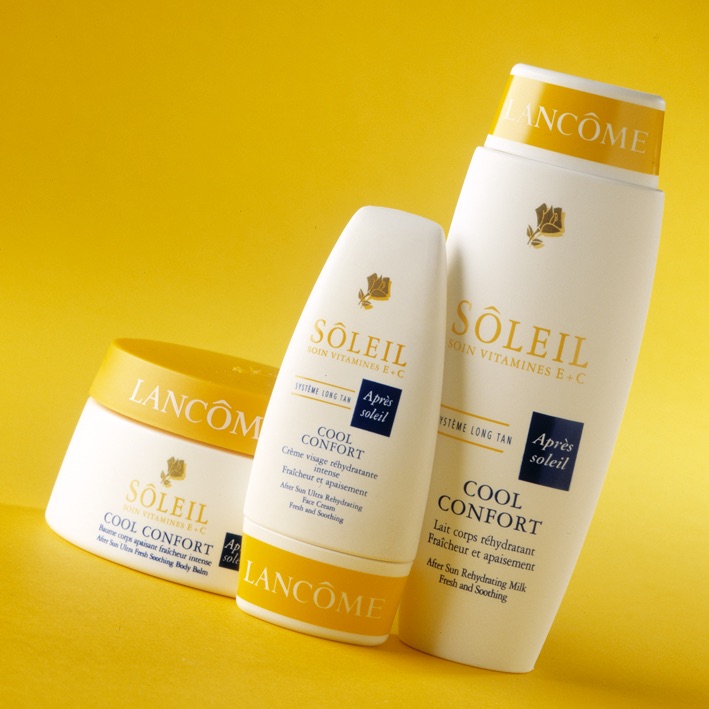 LANCÔME
SÔLEIL
SOIN VITAMINES E+C
COOL CONFORT
Baume corps apaisant fraîcheur intense
After Sun Ultra Fresh Soothing Body Balm
Après
soleil
SÔLEIL
SOIN VITAMINES E+C
SYSTÈME LONG TAN
Après
soleil
COOL
CONFORT
Crème visage réhydratante
intense
Fraîcheur et apaisement
After Sun Ultra Rehydrating
Face Cream
Fresh and Soothing
LANCÔME
LANCÔME
SÔLEIL
SOIN VITAMINES E+C
SYSTÈME LONG TAN
Après
soleil
COOL
CONFORT
Lait corps réhydratant
Fraîcheur et apaisement
After Sun Rehydrating Milk
Fresh and Soothing